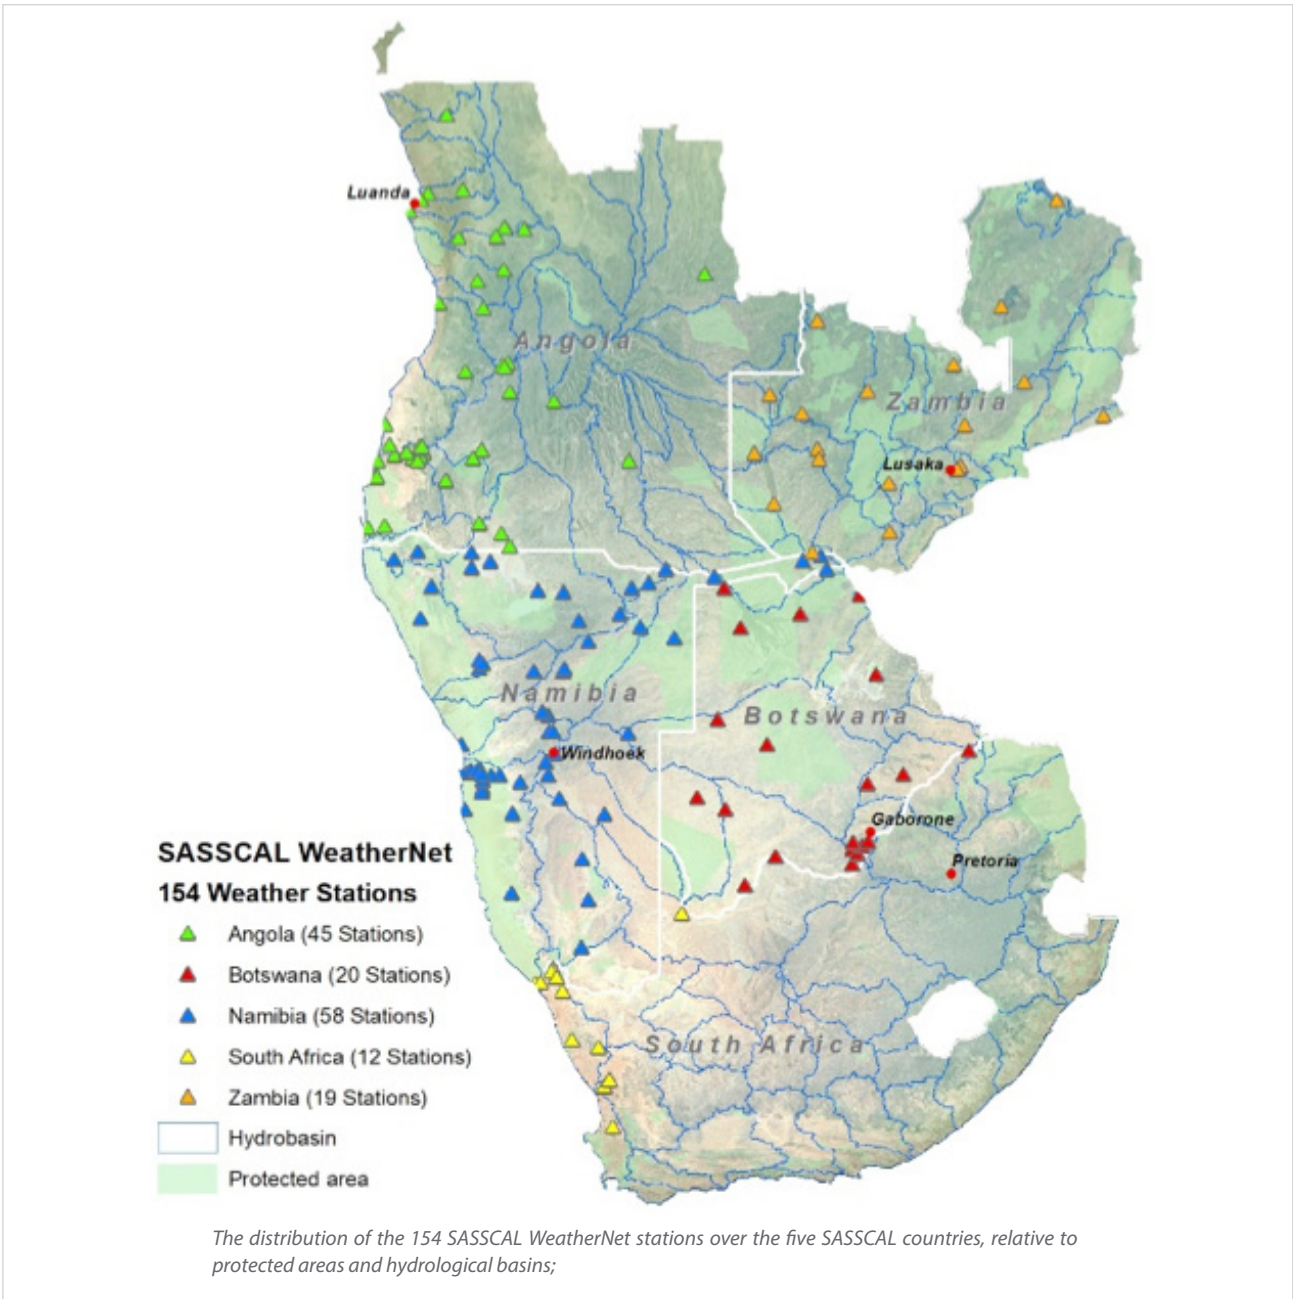 Luanda
Angola
Zambia
Lusaka
Namibia
Botswana
Windhoek
Gaborone
Pretoria
South Africa
SASSCAL WeatherNet
154 Weather Stations
Angola (45 Stations)
Botswana (20 Stations)
Namibia (58 Stations)
South Africa (12 Stations)
Zambia (19 Stations)
Hydrobasin
Protected area
The distribution of the 154 SASSCAL WeatherNet stations over the five SASSCAL countries, relative to
protected areas and hydrological basins;